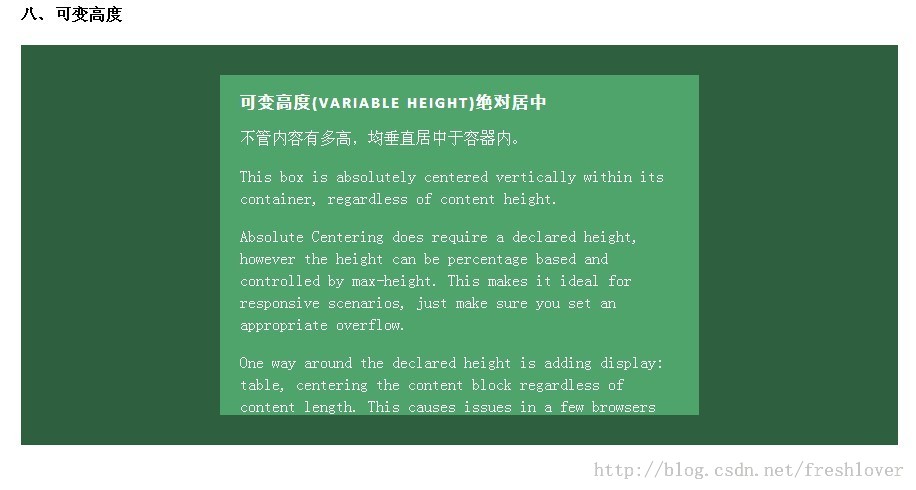 八、可变高度
可变高度(VARIABLE HEIGHT)绝对居中
不管内容有多高，均垂直居中于容器内。
This box is absolutely centered vertically within its
container, regardless of content height.
Absolute Centering does require a declared height,
however the height can be percentage based and
controlled by max-height. This makes it ideal for
responsive scenarios, just make sure you set an
appropriate overflow.
One way around the declared height is adding display:
table, centering the content block regardless of
content length. This causes issues in a few browsers
http://blog.csdn.net/freshlover